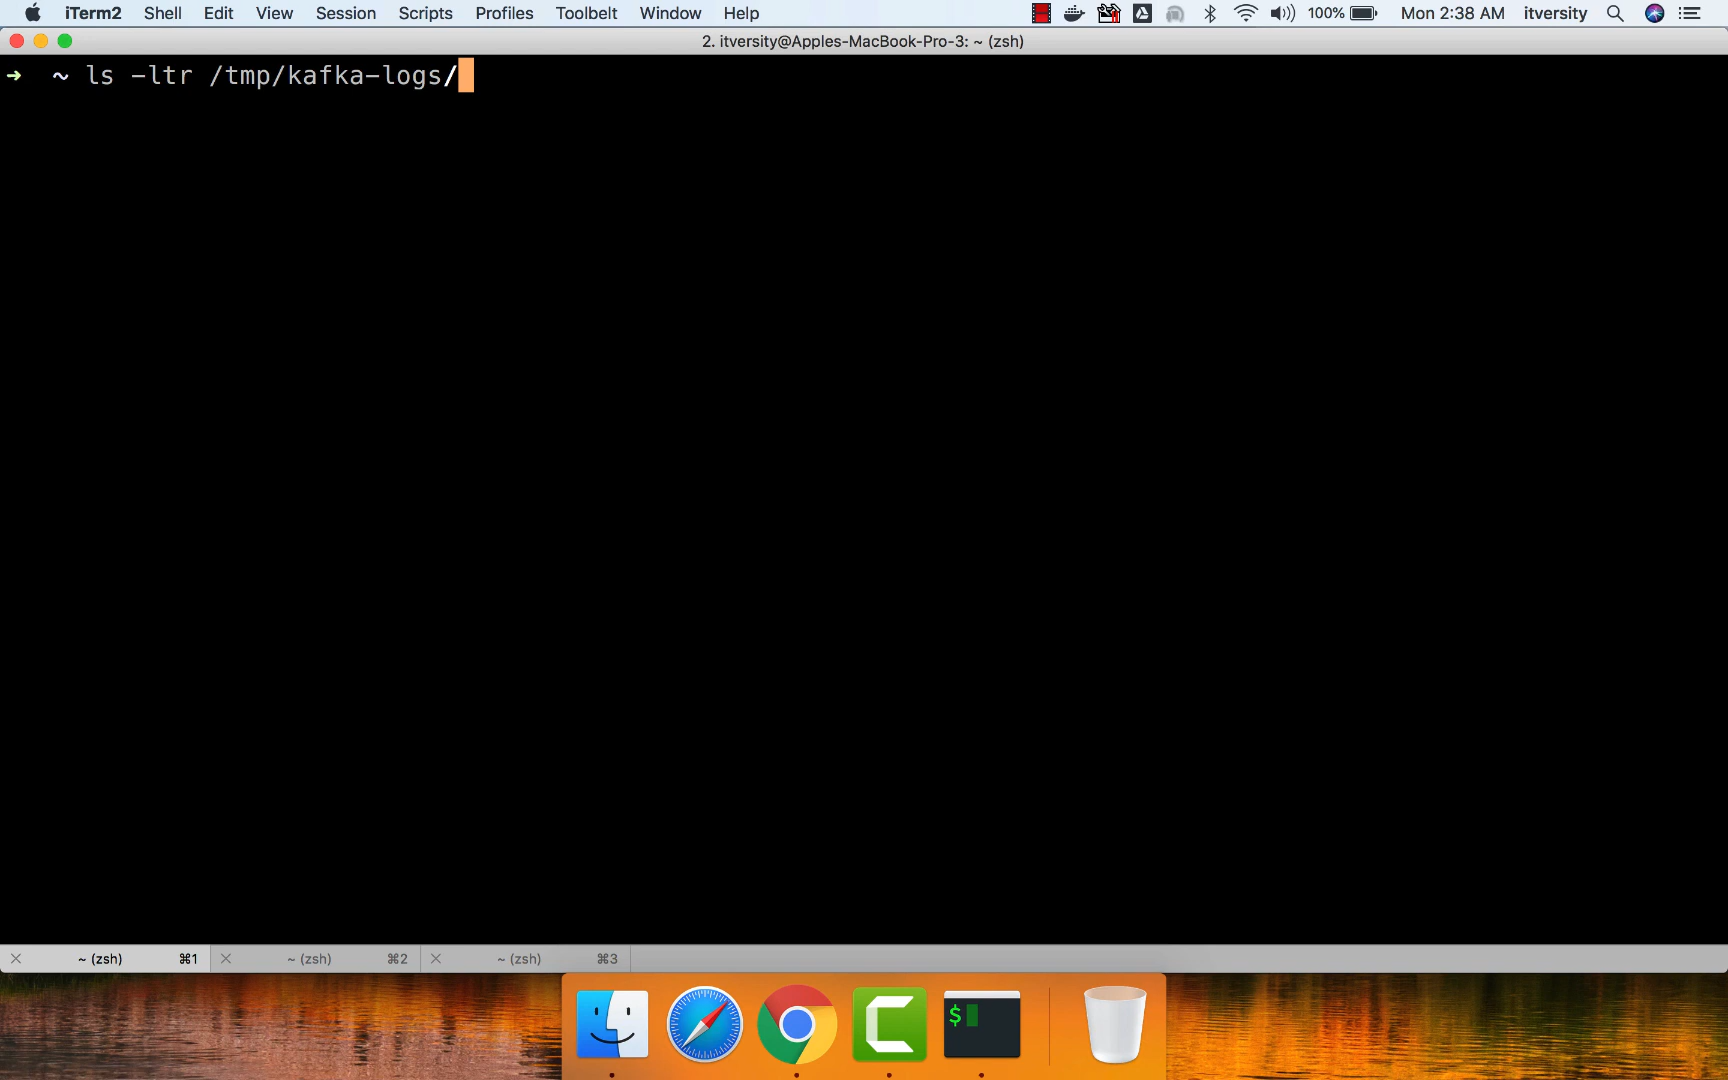 iTerm2 Shell Edit View Session Scripts Profiles Toolbelt Window Help 100% Mon 2:38 AM itversity
2. itversity@Apples-MacBook-Pro-3: ~ (zsh)
➜ ~ ls -ltr /tmp/kafka-logs/
~ (zsh) ⌘1 ~ (zsh) ⌘2 ~ (zsh) ⌘3
$